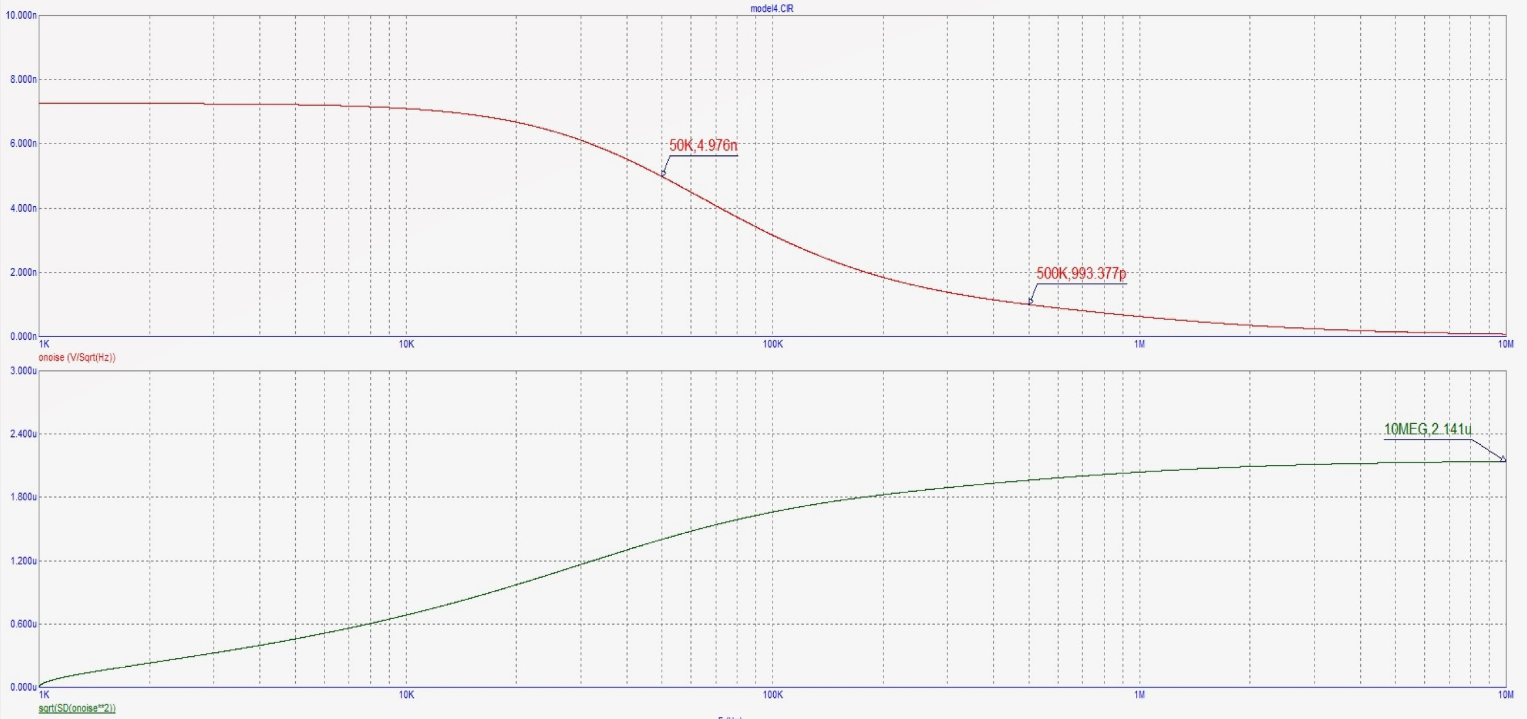 model4.CIR
10.000n
8.000n
6.000n
50K,4.976n
4.000n
2.000n
500K,993.377p
0.000n
1K 10K 100K 1M 10M
onoise (V/Sqrt(Hz))
3.000u
2.400u
10MEG,2.141u
1.800u
1.200u
0.600u
0.000u
1K 10K 100K 1M 10M
sqrt(SD(onoise**2))